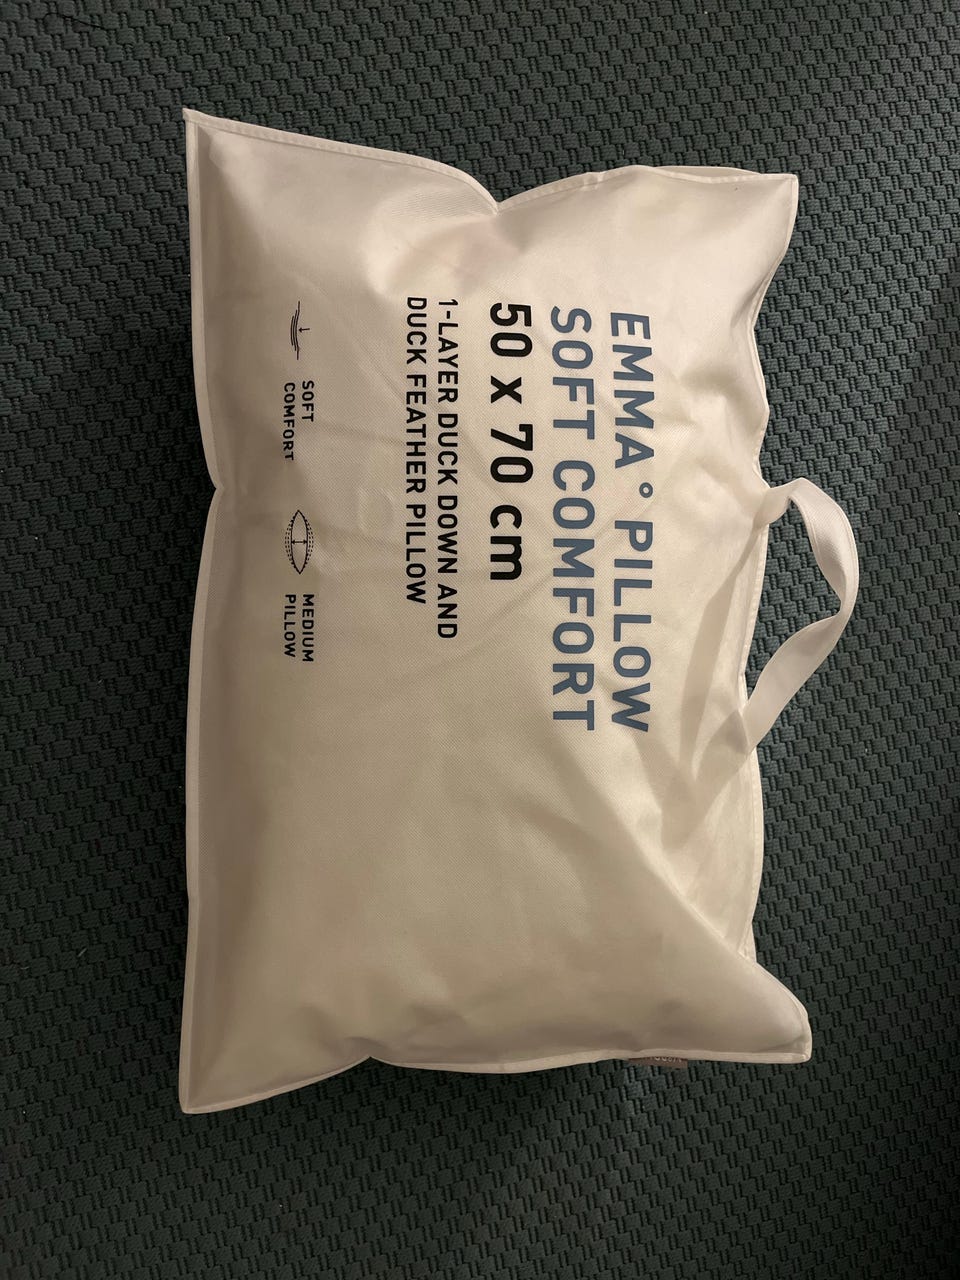 EMMA ° PILLOW
SOFT COMFORT
50 x 70 cm
1-LAYER DUCK DOWN AND
DUCK FEATHER PILLOW
SOFT
COMFORT
MEDIUM
PILLOW